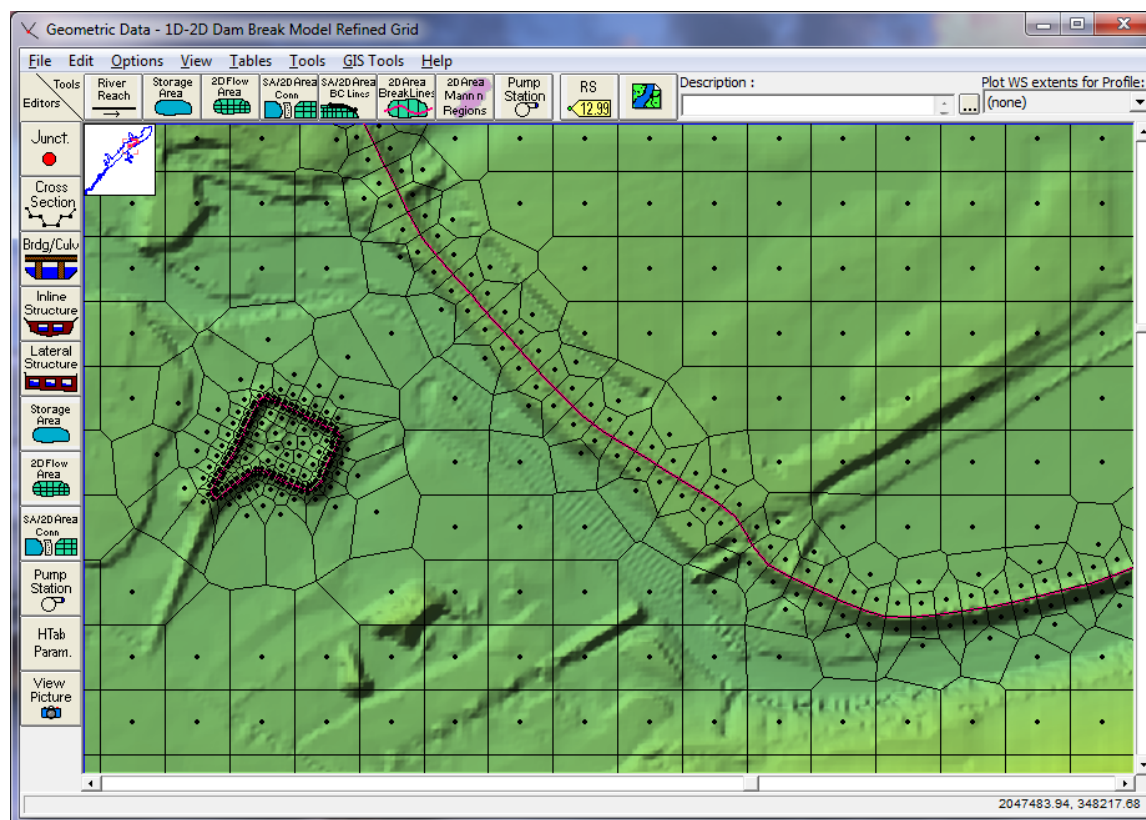 Geometric Data - 1D-2D Dam Break Model Refined Grid
File Edit Options View Tables Tools GIS Tools Help
Tools
Editors
River
Reach
Storage
Area
2D Flow
Area
SA/2D Area
Conn
SA/2D Area
BC Lines
2D Area
BreakLines
2D Area
Mann n
Regions
Pump
Station
RS
12.99
Description :
...
Plot WS extents for Profile:
(none)
Junct.
Cross
Section
Brdg/Culv
Inline
Structure
Lateral
Structure
Storage
Area
2D Flow
Area
SA/2D Area
Conn
Pump
Station
HTab
Param.
View
Picture
2047483.94, 348217.68